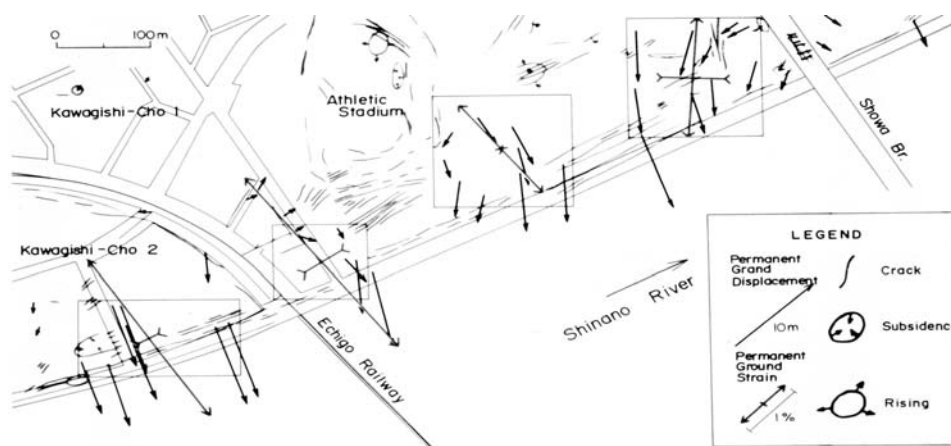 0 100m
Kawagishi-Cho 1
Athletic
Stadium
Showa Br.
Kawagishi-Cho 2
Shinano River
Echigo Railway
LEGEND
Permanent
Grand
Displacement
10m
Crack
Subsidenc
Permanent
Ground
Strain
1%
Rising